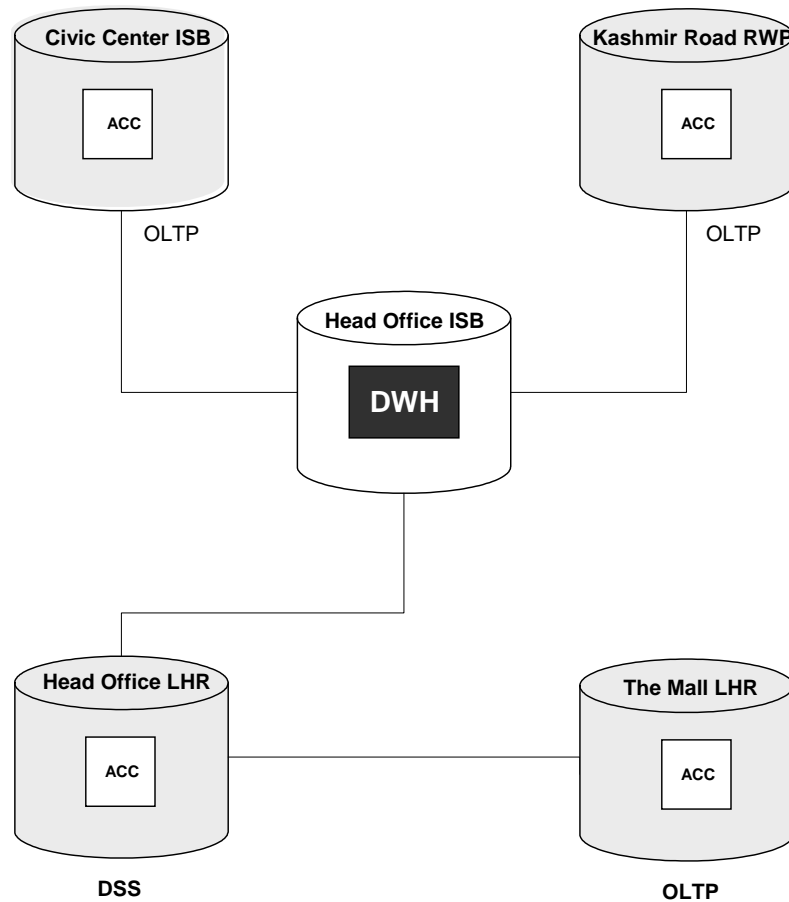 Civic Center ISB
ACC
OLTP
Kashmir Road RWP
ACC
OLTP
Head Office ISB
DWH
Head Office LHR
ACC
DSS
The Mall LHR
ACC
OLTP